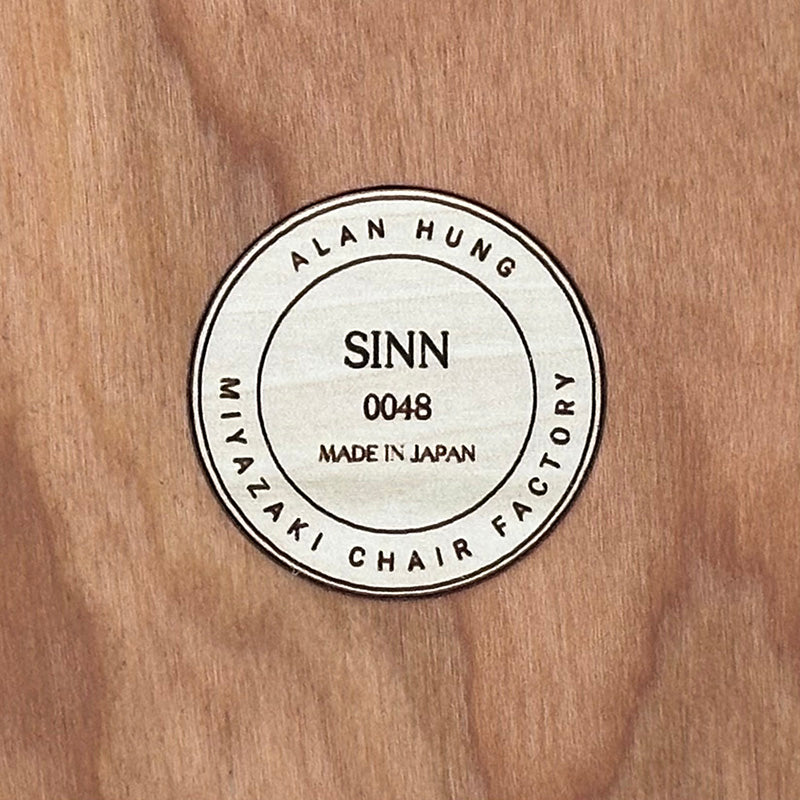 ALAN HUNG
SINN
0048
MADE IN JAPAN
MIYAZAKI CHAIR FACTORY